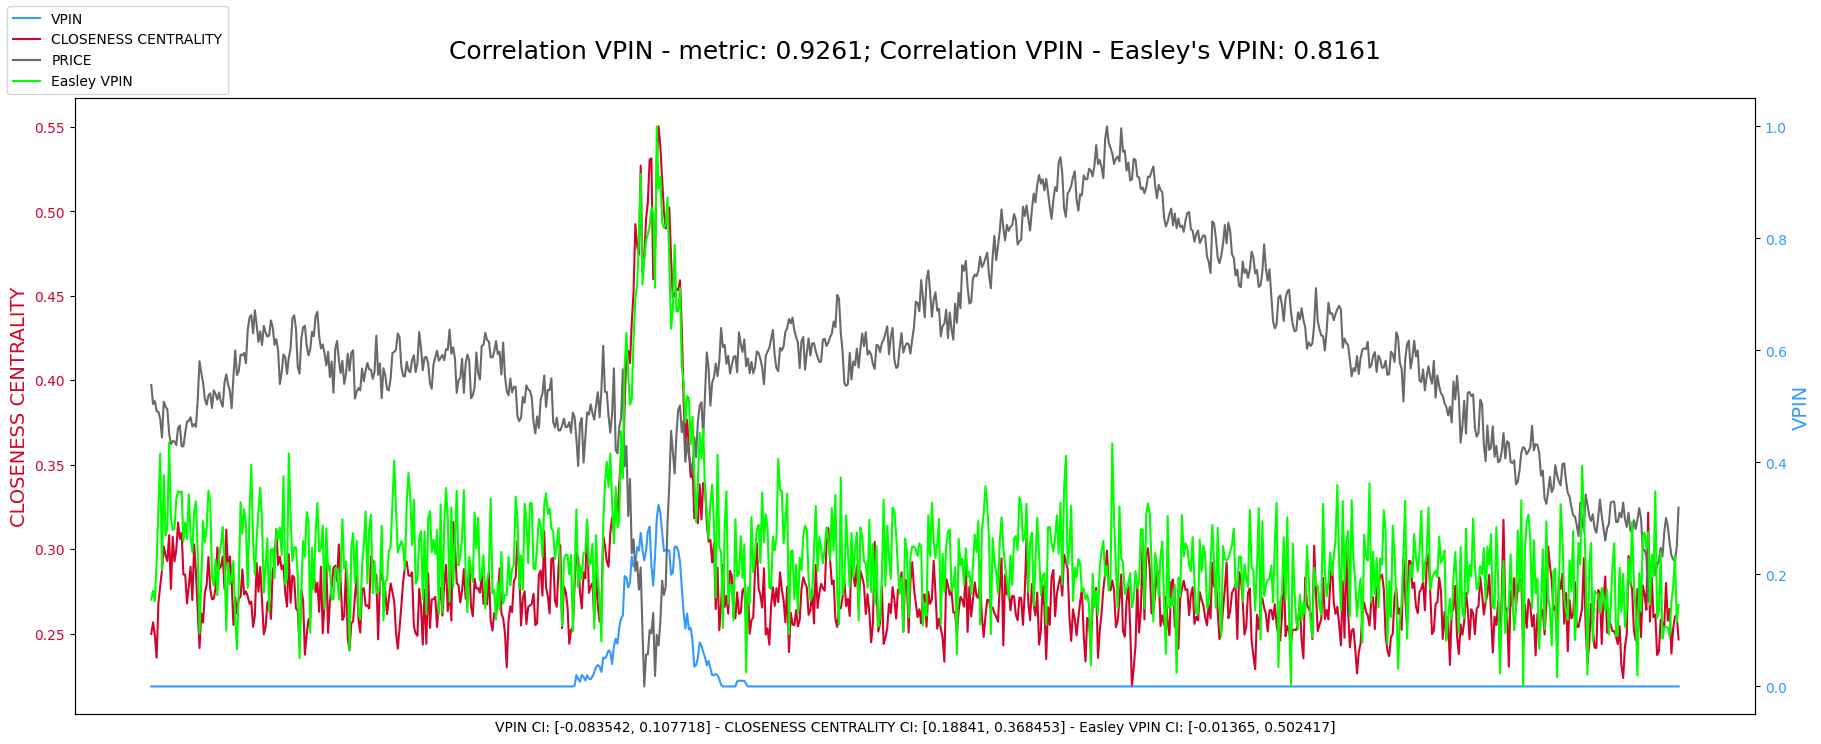 VPIN
CLOSENESS CENTRALITY
PRICE
Easley VPIN
Correlation VPIN - metric: 0.9261; Correlation VPIN - Easley's VPIN: 0.8161
CLOSENESS CENTRALITY
0.55
0.50
0.45
0.40
0.35
0.30
0.25
1.0
0.8
0.6
0.4
0.2
0.0
VPIN
VPIN CI: [-0.083542, 0.107718] - CLOSENESS CENTRALITY CI: [0.18841, 0.368453] - Easley VPIN CI: [-0.01365, 0.502417]